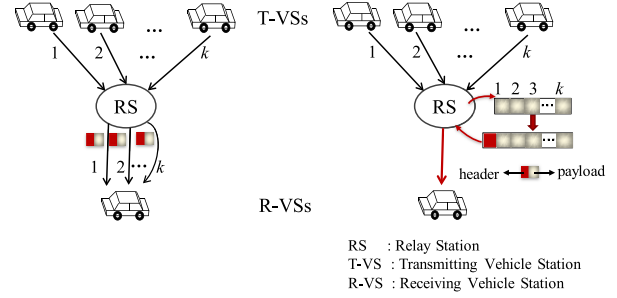 T-VSs
... ...
1 2 ... k 1 2 ... k
RS RS
1 2 3 ... k
1 2 ... k
header payload
R-VSs
RS : Relay Station
T-VS : Transmitting Vehicle Station
R-VS : Receiving Vehicle Station